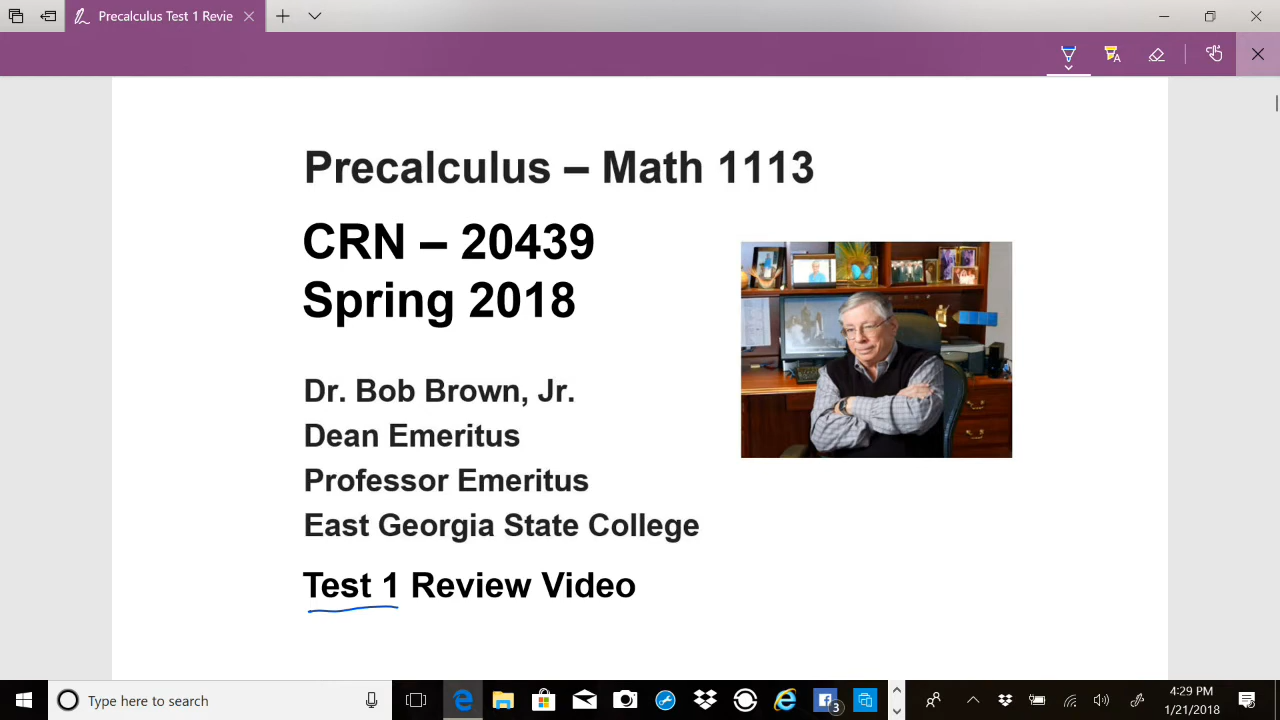 Precalculus Test 1 Revie
Precalculus – Math 1113
CRN – 20439
Spring 2018
Dr. Bob Brown, Jr.
Dean Emeritus
Professor Emeritus
East Georgia State College
Test 1 Review Video
Type here to search
3
4:29 PM
1/21/2018